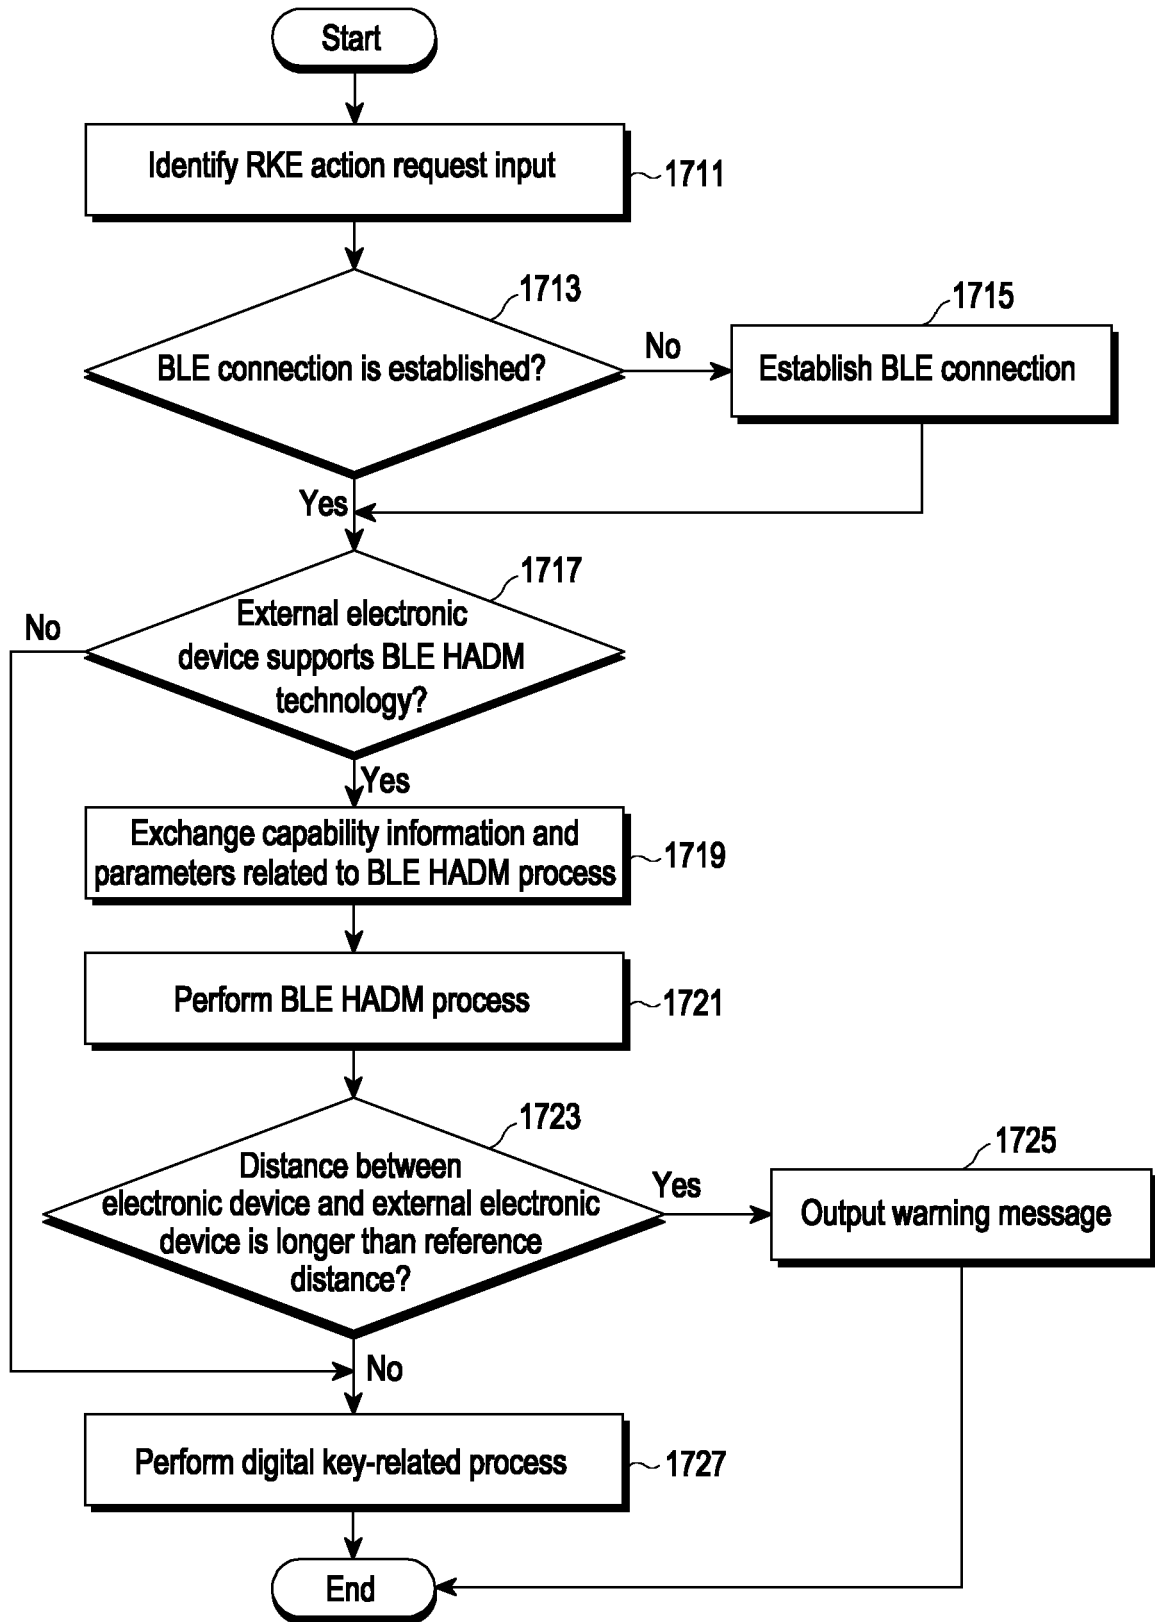 Start
Identify RKE action request input
1711
1713
BLE connection is established?
No
1715
Establish BLE connection
Yes
1717
No
External electronic
device supports BLE HADM
technology?
Yes
Exchange capability information and
parameters related to BLE HADM process
1719
Perform BLE HADM process
1721
1723
Distance between
electronic device and external electronic
device is longer than reference
distance?
Yes
1725
Output warning message
No
Perform digital key-related process
1727
End